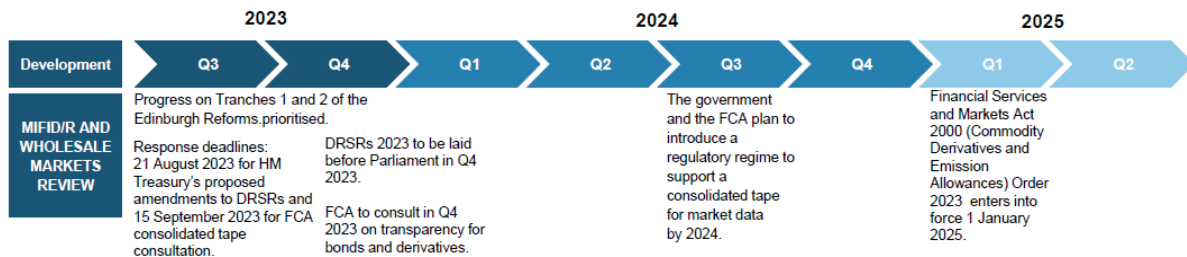 2023
2024
2025
Development
Q3
Q4
Q1
Q2
Q3
Q4
Q1
Q2
MIFID/R AND
WHOLESALE
MARKETS
REVIEW
Progress on Tranches 1 and 2 of the
Edinburgh Reforms.prioritised.
Response deadlines:
21 August 2023 for HM
Treasury's proposed
amendments to DRSRs and
15 September 2023 for FCA
consolidated tape
consultation.
DRSRs 2023 to be laid
before Parliament in Q4
2023.
FCA to consult in Q4
2023 on transparency for
bonds and derivatives.
The government
and the FCA plan to
introduce a
regulatory regime to
support a
consolidated tape
for market data
by 2024.
Financial Services
and Markets Act
2000 (Commodity
Derivatives and
Emission
Allowances) Order
2023 enters into
force 1 January
2025.